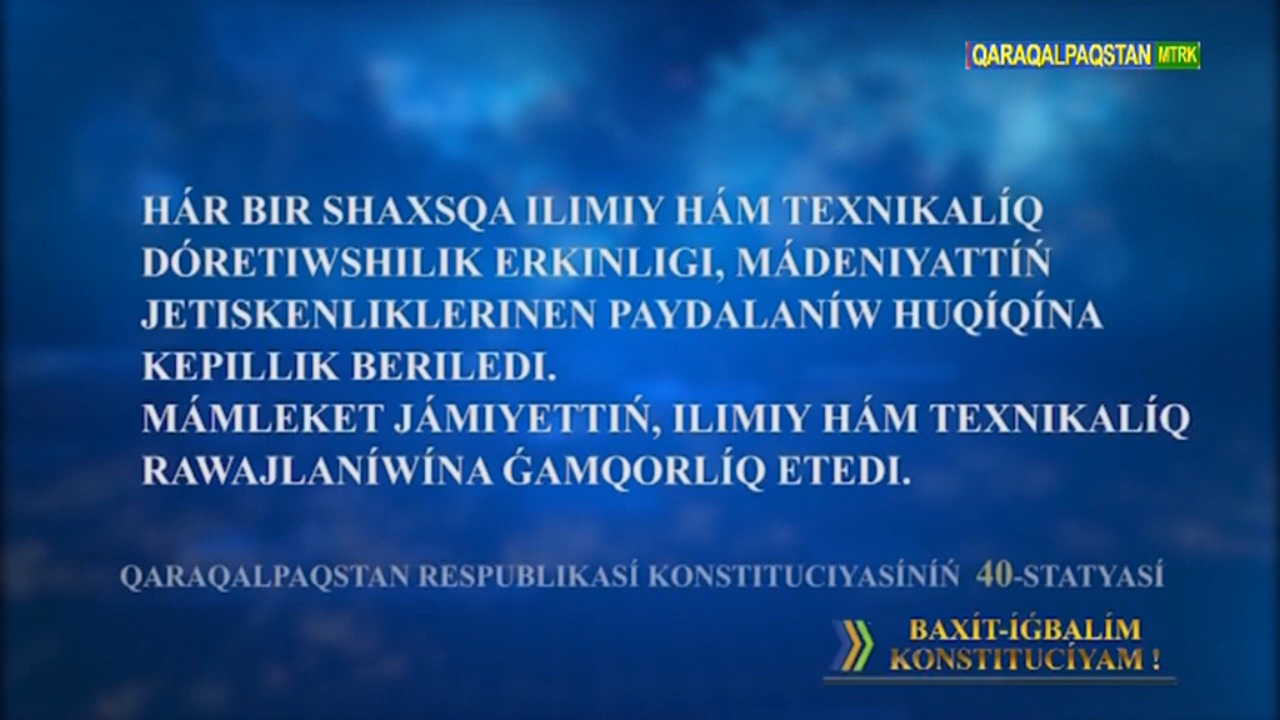 QARAQALPAQSTAN MTRK
HÁR BIR SHAXSQA ILIMIY HÁM TEXNIKALÍQ
DÓRETIWSHILIK ERKINLIGI, MÁDENIYATTÍŃ
JETISKENLIKLERINEN PAYDALANÍW HUQÍQÍNA
KEPILLIK BERILEDI.
MÁMLEKET JÁMIYETTIŃ, ILIMIY HÁM TEXNIKALÍQ
RAWAJLANÍWÍNA ǴAMQORLÍQ ETEDI.
QARAQALPAQSTAN RESPUBLIKASÍ KONSTITUCIYASÍNÍŃ 40-STATYASÍ
BAXÍT-ÍǴBALÍM
KONSTITUCÍYAM !